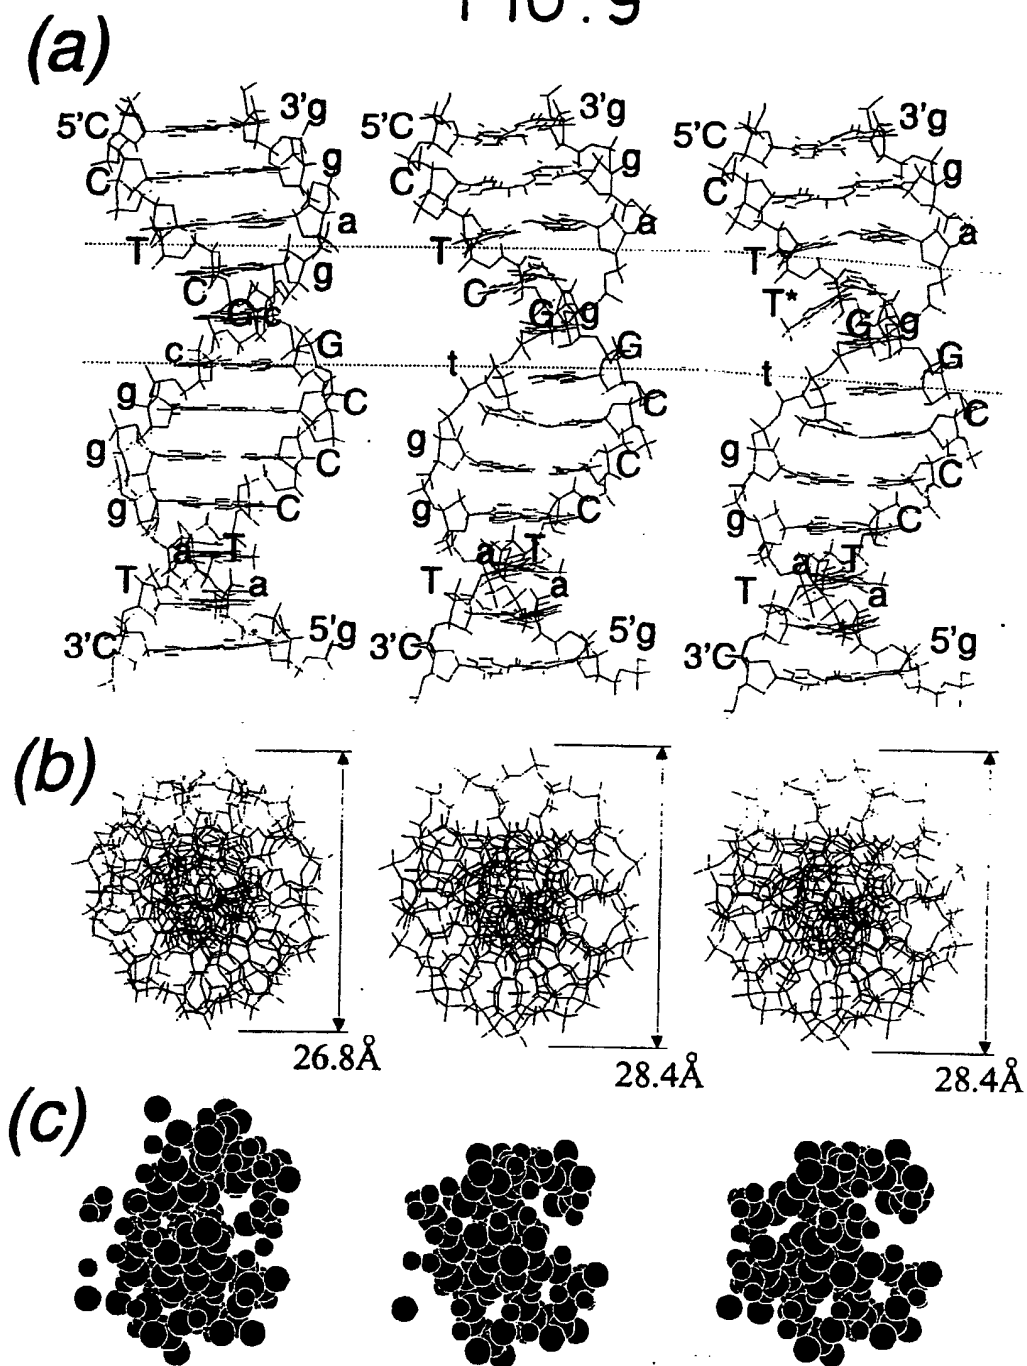 FIG. 9
(a)
5'C 3'g 5'C 3'g 5'C 3'g
C g C g C g
T a T a T a
C g C T*
G c G g G g
c G t G t G
g C C C
g C g C g C
g C g C g C
a T a T a T
T a T a T a
3'C 5'g 3'C 5'g 3'C 5'g
(b)
26.8Å 28.4Å 28.4Å
(c)